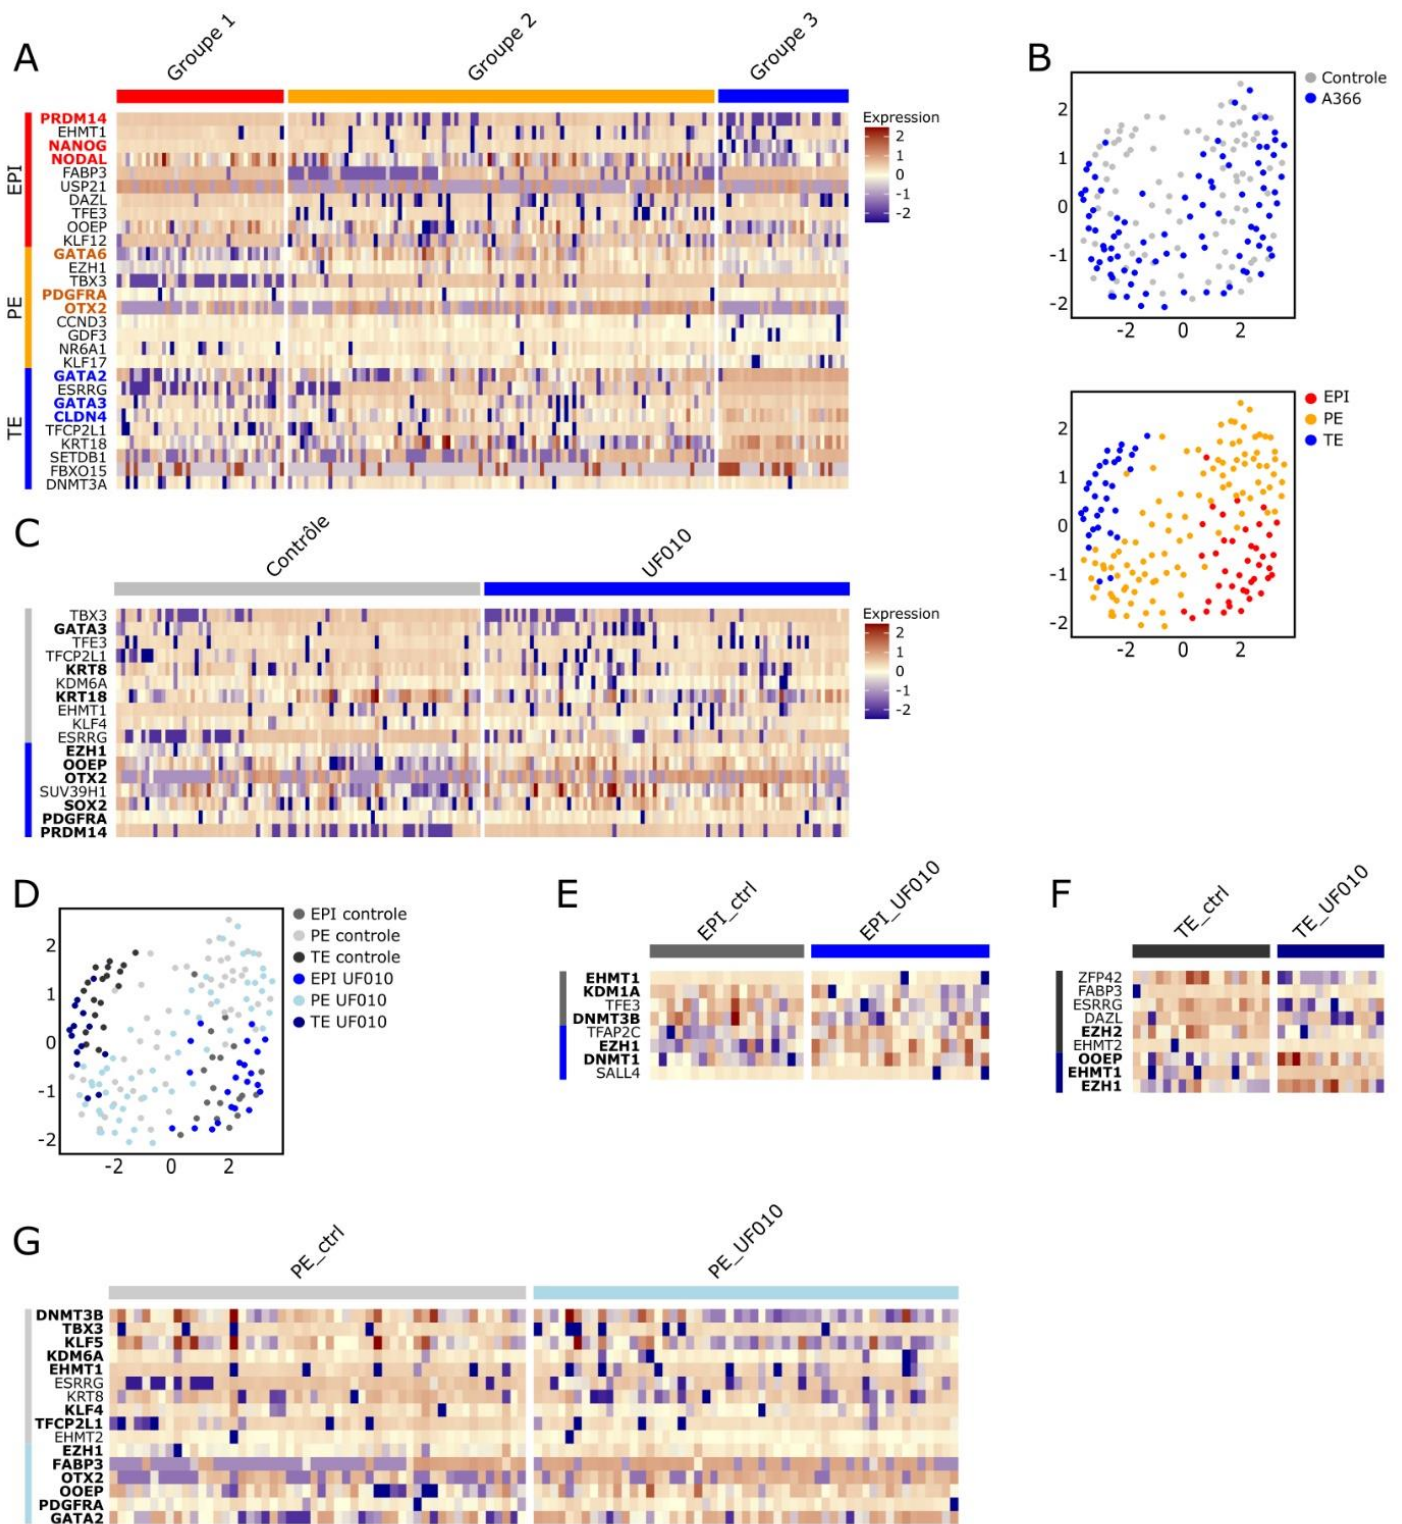 A
Groupe 1
Groupe 2
Groupe 3
EPI
PE
TE
PRDM14
EHMT1
NANOG
NODAL
FABP3
USP21
DAZL
TFE3
OOEP
KLF12
GATA6
EZH1
TBX3
PDGFRA
OTX2
CCND3
GDF3
NR6A1
KLF17
GATA2
ESRRG
GATA3
CLDN4
TFCP2L1
KRT18
SETDB1
FBXO15
DNMT3A
Expression
2
1
0
-1
-2
B
2
1
0
-1
-2
-2 0 2
Controle
A366
2
1
0
-1
-2
-2 0 2
EPI
PE
TE
C
Contrôle
UF010
TBX3
GATA3
TFE3
TFCP2L1
KRT8
KDM6A
KRT18
EHMT1
KLF4
ESRRG
EZH1
OOEP
OTX2
SUV39H1
SOX2
PDGFRA
PRDM14
Expression
2
1
0
-1
-2
D
2
1
0
-1
-2
-2 0 2
EPI controle
PE controle
TE controle
EPI UF010
PE UF010
TE UF010
E
EPI_ctrl
EPI_UF010
EHMT1
KDM1A
TFE3
DNMT3B
TFAP2C
EZH1
DNMT1
SALL4
F
TE_ctrl
TE_UF010
ZFP42
FABP3
ESRRG
DAZL
EZH2
EHMT2
OOEP
EHMT1
EZH1
G
PE_ctrl
PE_UF010
DNMT3B
TBX3
KLF5
KDM6A
EHMT1
ESRRG
KRT8
KLF4
TFCP2L1
EHMT2
EZH1
FABP3
OTX2
OOEP
PDGFRA
GATA2